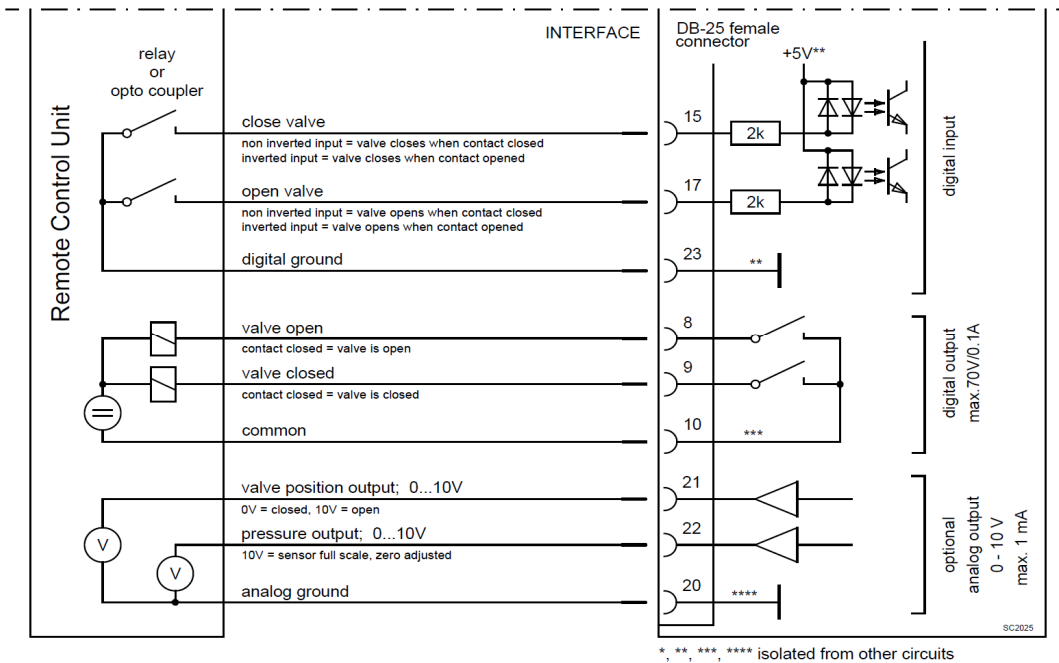 INTERFACE
DB-25 female
connector
+5V**
relay
or
opto coupler
Remote Control Unit
close valve
non inverted input = valve closes when contact closed
inverted input = valve closes when contact opened
15
2k
open valve
non inverted input = valve opens when contact closed
inverted input = valve opens when contact opened
17
2k
digital ground
23
**
digital input
valve open
contact closed = valve is open
8
valve closed
contact closed = valve is closed
9
common
10
***
digital output
max.70V/0.1A
valve position output; 0...10V
0V = closed, 10V = open
21
pressure output; 0...10V
10V = sensor full scale, zero adjusted
22
V
V
analog ground
20
****
optional
analog output
0 - 10 V
max. 1 mA
SC2025
*, **, ***, **** isolated from other circuits